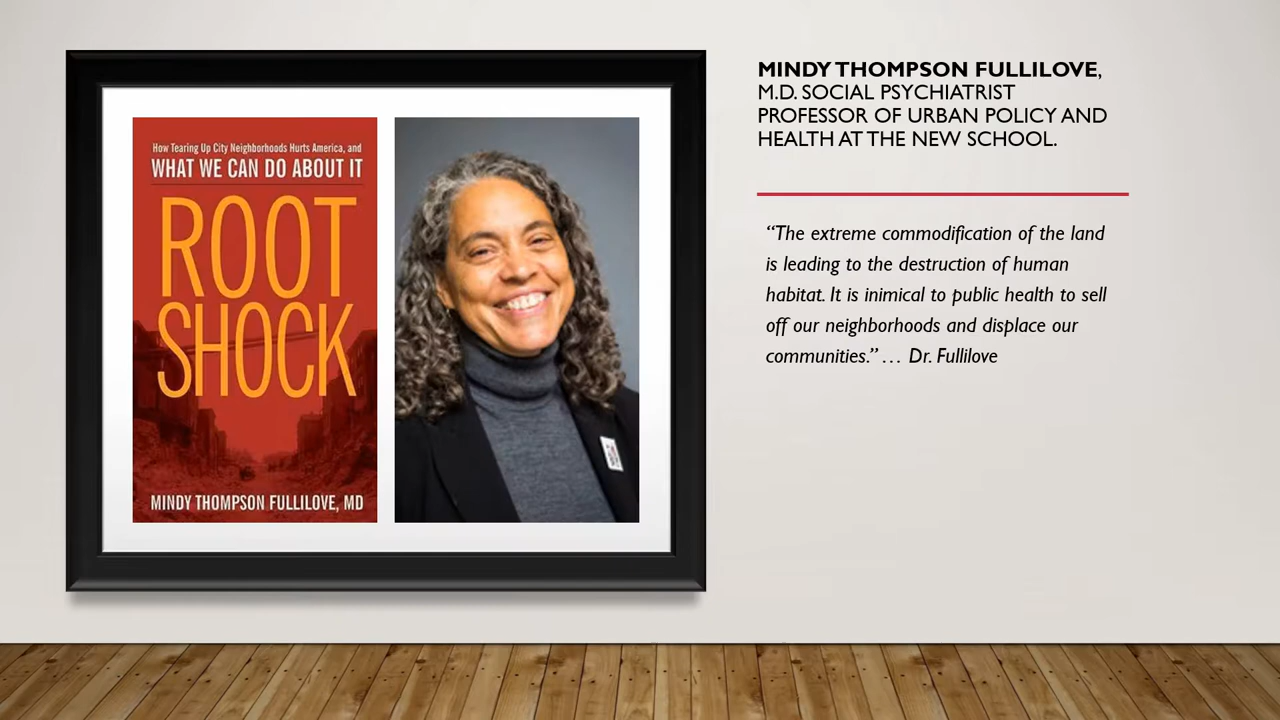 How Tearing Up City Neighborhoods Hurts America, and
WHAT WE CAN DO ABOUT IT
ROOT
SHOCK
MINDY THOMPSON FULLILOVE, MD
MINDY THOMPSON FULLILOVE,
M.D. SOCIAL PSYCHIATRIST
PROFESSOR OF URBAN POLICY AND
HEALTH AT THE NEW SCHOOL.
“The extreme commodification of the land
is leading to the destruction of human
habitat. It is inimical to public health to sell
off our neighborhoods and displace our
communities.” … Dr. Fullilove